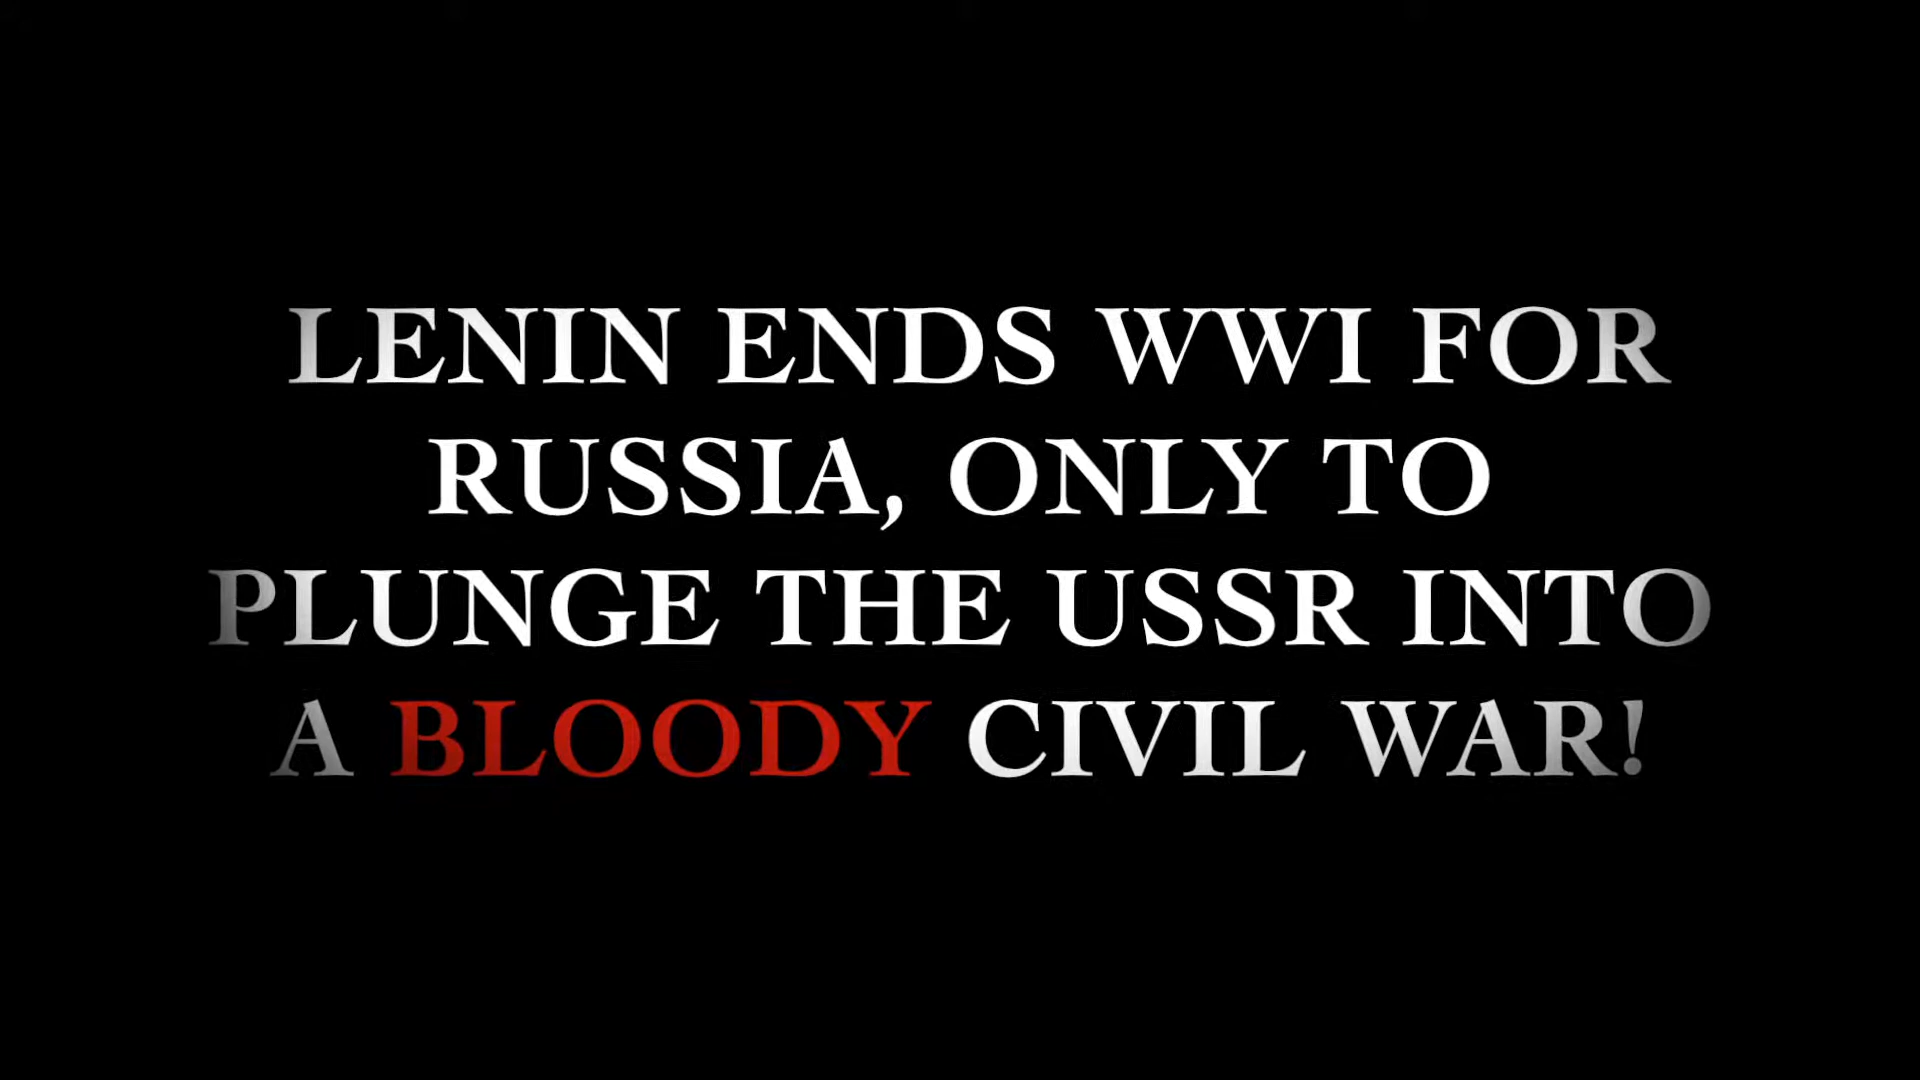 LENIN ENDS WWI FOR
RUSSIA, ONLY TO
PLUNGE THE USSR INTO
A BLOODY CIVIL WAR!